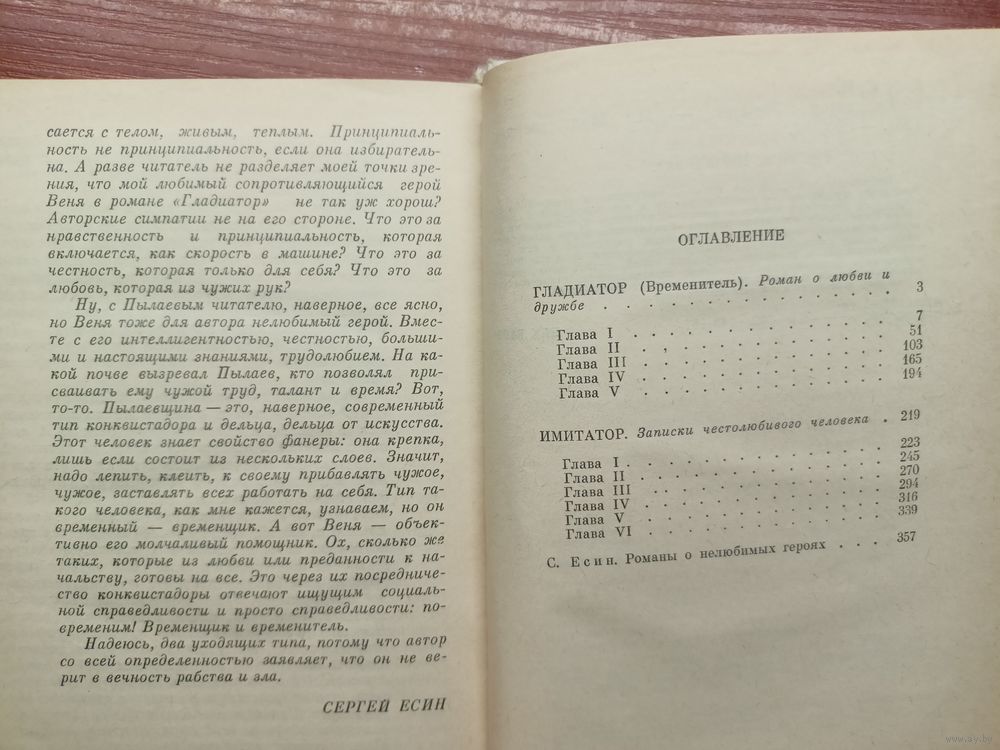 сается с телом, живым, теплым. Принципиаль-
ность не принципиальность, если она избиратель-
на. А разве читатель не разделяет моей точки зре-
ния, что мой любимый сопротивляющийся герой
Веня в романе «Гладиатор» не так уж хорош?
Авторские симпатии не на его стороне. Что это за
нравственность и принципиальность, которая
включается, как скорость в машине? Что это за
честность, которая только для себя? Что это за
любовь, которая из чужих рук?
Ну, с Пылаевым читателю, наверное, все ясно,
но Веня тоже для автора нелюбимый герой. Вмес-
те с его интеллигентностью, честностью, больши-
ми и настоящими знаниями, трудолюбием. На ка-
кой почве вызревал Пылаев, кто позволял при-
сваивать ему чужой труд, талант и время? Вот,
то-то. Пылаевщина — это, наверное, современный
тип конквистадора и дельца, дельца от искусства.
Этот человек знает свойство фанеры: она крепка,
лишь если состоит из нескольких слоев. Значит,
надо лепить, клеить, к своему прибавлять чужое,
чужое, заставлять всех работать на себя. Тип та-
кого человека, как мне кажется, узнаваем, но он
временный — временщик. А вот Веня — объек-
тивно его молчаливый помощник. Ох, сколько же
таких, которые из любви или преданности к на-
чальству, готовы на все. Это через их посредниче-
ство конквистадоры отвечают ищущим социаль-
ной справедливости и просто справедливости: по-
временим! Временщик и временитель.
Надеюсь, два уходящих типа, потому что автор
со всей определенностью заявляет, что он не ве-
рит в вечность рабства и зла.
СЕРГЕЙ ЕСИН
ОГЛАВЛЕНИЕ
ГЛАДИАТОР (Временитель). Роман о любви и
дружбе . . . . . . . . . . . . 3
Глава I . . . . . . . . . . . 7
Глава II . . . . . . . . . . . 51
Глава III . . . . . . . . . . . 103
Глава IV . . . . . . . . . . . 165
Глава V . . . . . . . . . . . 194
ИМИТАТОР. Записки честолюбивого человека . 219
Глава I . . . . . . . . . . . 223
Глава II . . . . . . . . . . . 245
Глава III . . . . . . . . . . . 270
Глава IV . . . . . . . . . . . 294
Глава V . . . . . . . . . . . 316
Глава VI . . . . . . . . . . . 339
С. Есин. Романы о нелюбимых героях . . . 357
www.ay.by